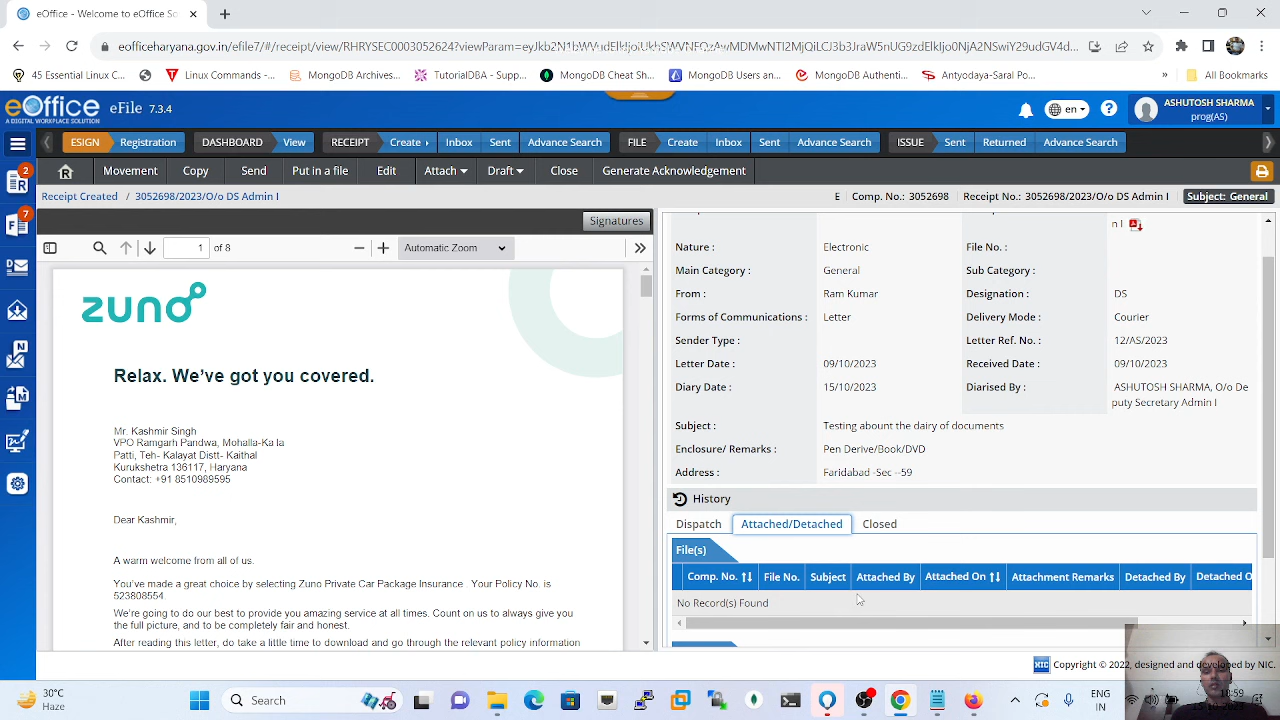 eOffice - Welcome to eOffice Sc
eofficeharyana.gov.in/efile7/#/receipt/view/RHRYSEC0003052624?viewParam=
45 Essential Linux C...
Linux Commands -...
MongoDB Archives...
TutorialDBA - Supp...
MongoDB Cheat Sh...
MongoDB Users an...
MongoDB Authenti...
Antyodaya-Saral Po...
»
All Bookmarks
eOffice
A DIGITAL WORKPLACE SOLUTION
eFile 7.3.4
en
ASHUTOSH SHARMA
prog(AS)
ESIGN Registration DASHBOARD View RECEIPT Create Inbox Sent Advance Search FILE Create Inbox Sent Advance Search ISSUE Sent Returned Advance Search
2
R Movement Copy Send Put in a file Edit Attach Draft Close Generate Acknowledgement
Receipt Created / 3052698/2023/O/o DS Admin I
E Comp. No.: 3052698 Receipt No.: 3052698/2023/O/o DS Admin I Subject: General
7
Signatures
1 of 8 Automatic Zoom
zuno
Relax. We've got you covered.
Mr. Kashmir Singh
VPO Ramgarh Pandwa, Mohalla-Ka la
Patti, Teh- Kalayat Distt- Kaithal
Kurukshetra 136117, Haryana
Contact: +91 8510989595
Dear Kashmir,
A warm welcome from all of us.
You've made a great choice by selecting Zuno Private Car Package Insurance Your Policy No. is
523808554.
We're going to do our best to provide you amazing service at all times. Count on us to always give you
the full picture, and to be completely fair and honest.
After reading this letter, do take a little time to download and go through the relevant policy information
n I
Nature : Electronic File No. :
Main Category : General Sub Category :
From : Ram Kumar Designation : DS
Forms of Communications : Letter Delivery Mode : Courier
Sender Type : Letter Ref. No. : 12/AS/2023
Letter Date : 09/10/2023 Received Date : 09/10/2023
Diary Date : 15/10/2023 Diarised By : ASHUTOSH SHARMA, O/o De
puty Secretary Admin I
Subject : Testing abount the dairy of documents
Enclosure/ Remarks : Pen Derive/Book/DVD
Address : Faridabad -Sec --59
History
Dispatch Attached/Detached Closed
File(s)
Comp. No. File No. Subject Attached By Attached On Attachment Remarks Detached By Detached O
No Record(s) Found
NIC Copyright © 2022, designed and developed by NIC.
30°C
Haze
Search
ENG
IN
10:59